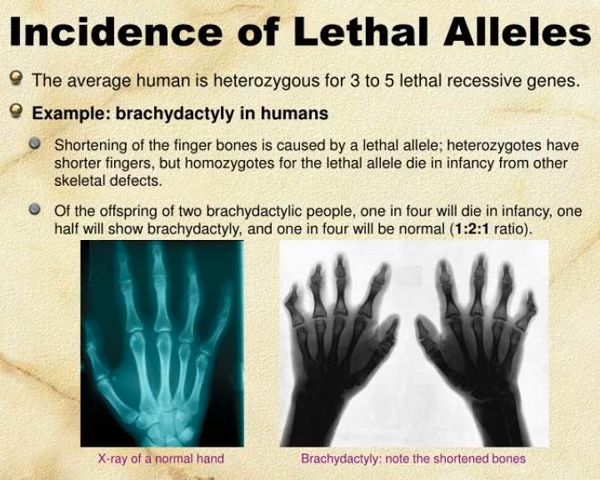 Incidence of Lethal Alleles
The average human is heterozygous for 3 to 5 lethal recessive genes.
Example: brachydactyly in humans
Shortening of the finger bones is caused by a lethal allele; heterozygotes have
shorter fingers, but homozygotes for the lethal allele die in infancy from other
skeletal defects.
Of the offspring of two brachydactylic people, one in four will die in infancy, one
half will show brachydactyly, and one in four will be normal (1:2:1 ratio).
X-ray of a normal hand
Brachydactyly: note the shortened bones